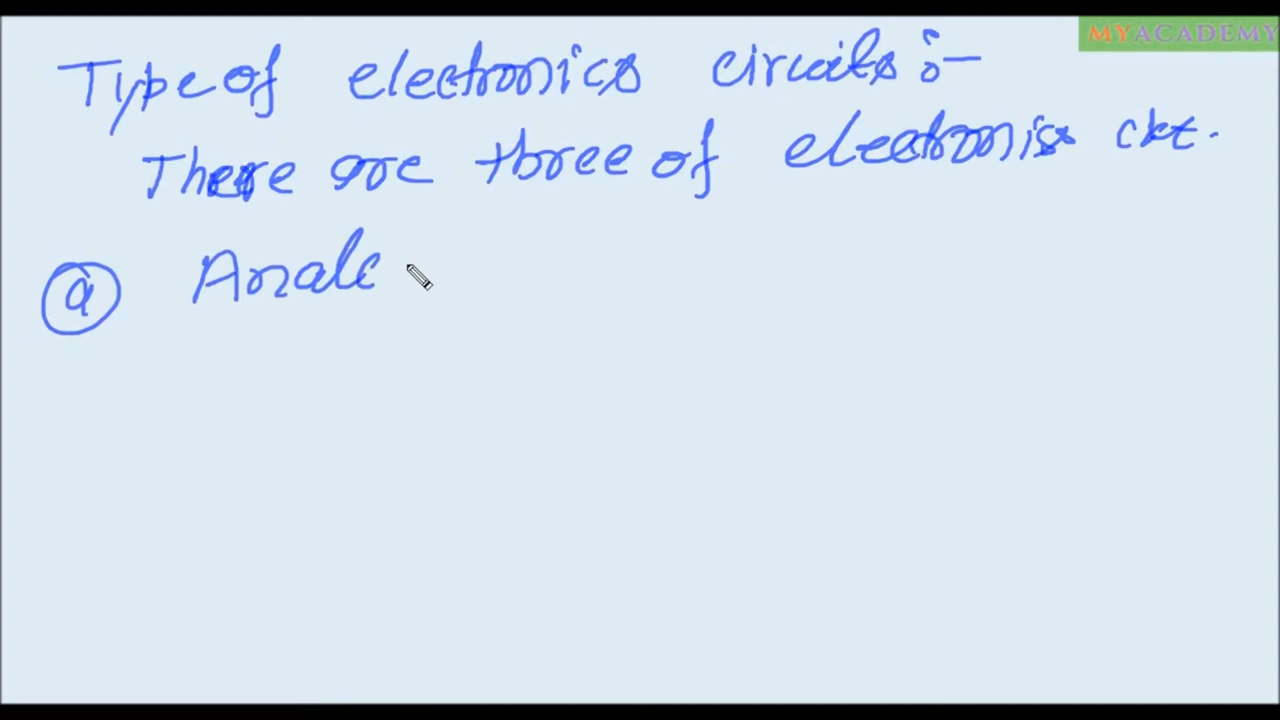 MYACADEMY
Type of electronics circuits :-
There are three of electronics ckt.
(a) Analo